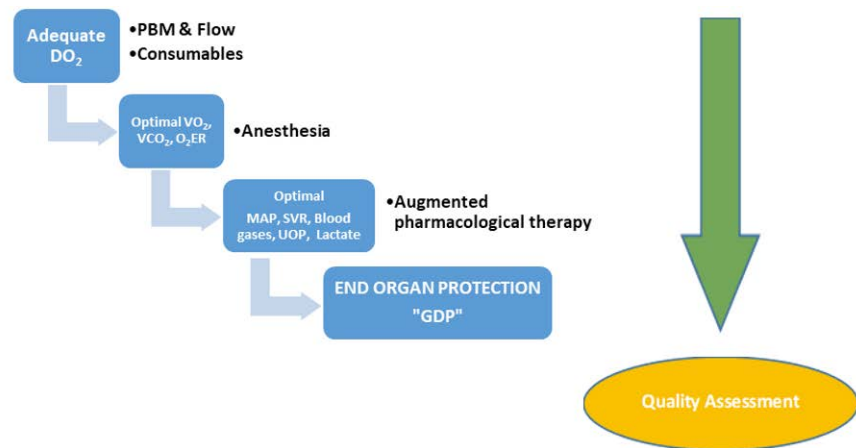 Adequate
DO₂
•PBM & Flow
•Consumables
Optimal VO₂,
VCO₂, O₂ER
•Anesthesia
Optimal
MAP, SVR, Blood
gases, UOP, Lactate
•Augmented
pharmacological therapy
END ORGAN PROTECTION
"GDP"
Quality Assessment